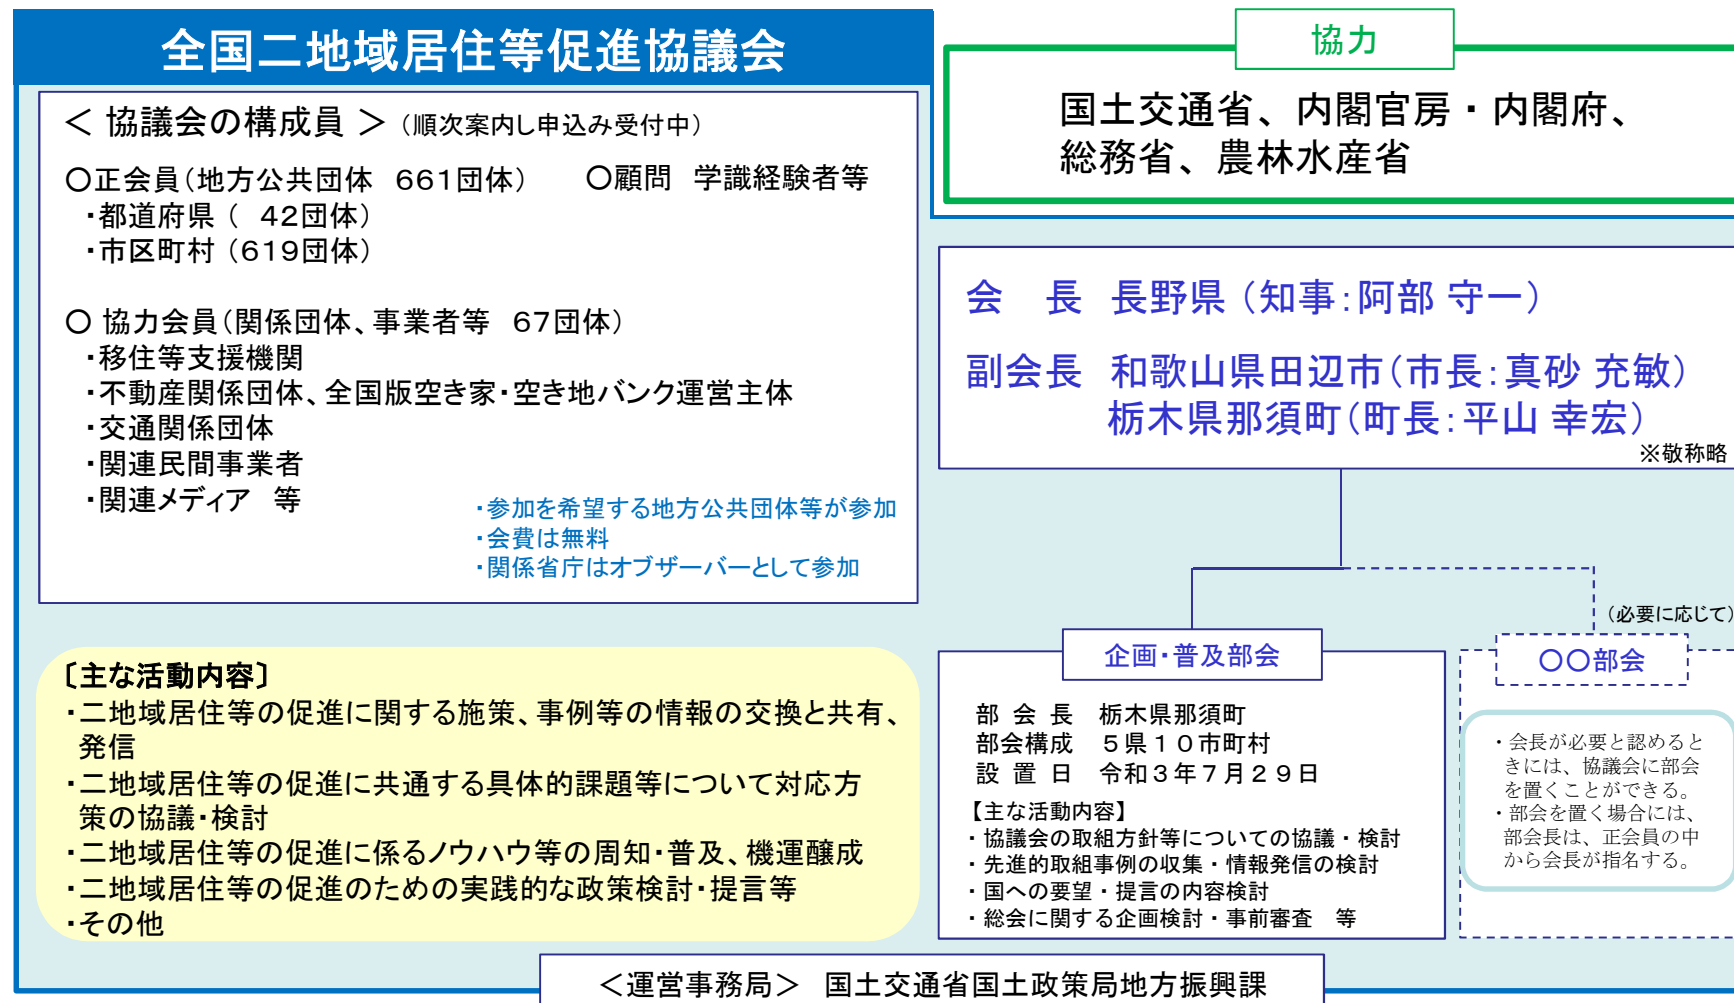 全国二地域居住等促進協議会
＜ 協議会の構成員 ＞（順次案内し申込み受付中）
〇正会員（地方公共団体　661団体）　〇顧問　学識経験者等
・都道府県（　42団体）
・市区町村（619団体）
〇 協力会員（関係団体、事業者等　67団体）
・移住等支援機関
・不動産関係団体、全国版空き家・空き地バンク運営主体
・交通関係団体
・関連民間事業者
・関連メディア　等
・参加を希望する地方公共団体等が参加
・会費は無料
・関係省庁はオブザーバーとして参加
〔主な活動内容〕
・二地域居住等の促進に関する施策、事例等の情報の交換と共有、
発信
・二地域居住等の促進に共通する具体的課題等について対応方
策の協議・検討
・二地域居住等の促進に係るノウハウ等の周知・普及、機運醸成
・二地域居住等の促進のための実践的な政策検討・提言等
・その他
協力
国土交通省、内閣官房・内閣府、
総務省、農林水産省
会　長　長野県（知事：阿部 守一）
副会長　和歌山県田辺市（市長：真砂 充敏）
栃木県那須町（町長：平山 幸宏）
※敬称略
企画・普及部会
部 会 長　栃木県那須町
部会構成　５県１０市町村
設 置 日　令和３年７月２９日
【主な活動内容】
・協議会の取組方針等についての協議・検討
・先進的取組事例の収集・情報発信の検討
・国への要望・提言の内容検討
・総会に関する企画検討・事前審査　等
（必要に応じて）
〇〇部会
・会長が必要と認めると
きには、協議会に部会
を置くことができる。
・部会を置く場合には、
部会長は、正会員の中
から会長が指名する。
＜運営事務局＞　国土交通省国土政策局地方振興課